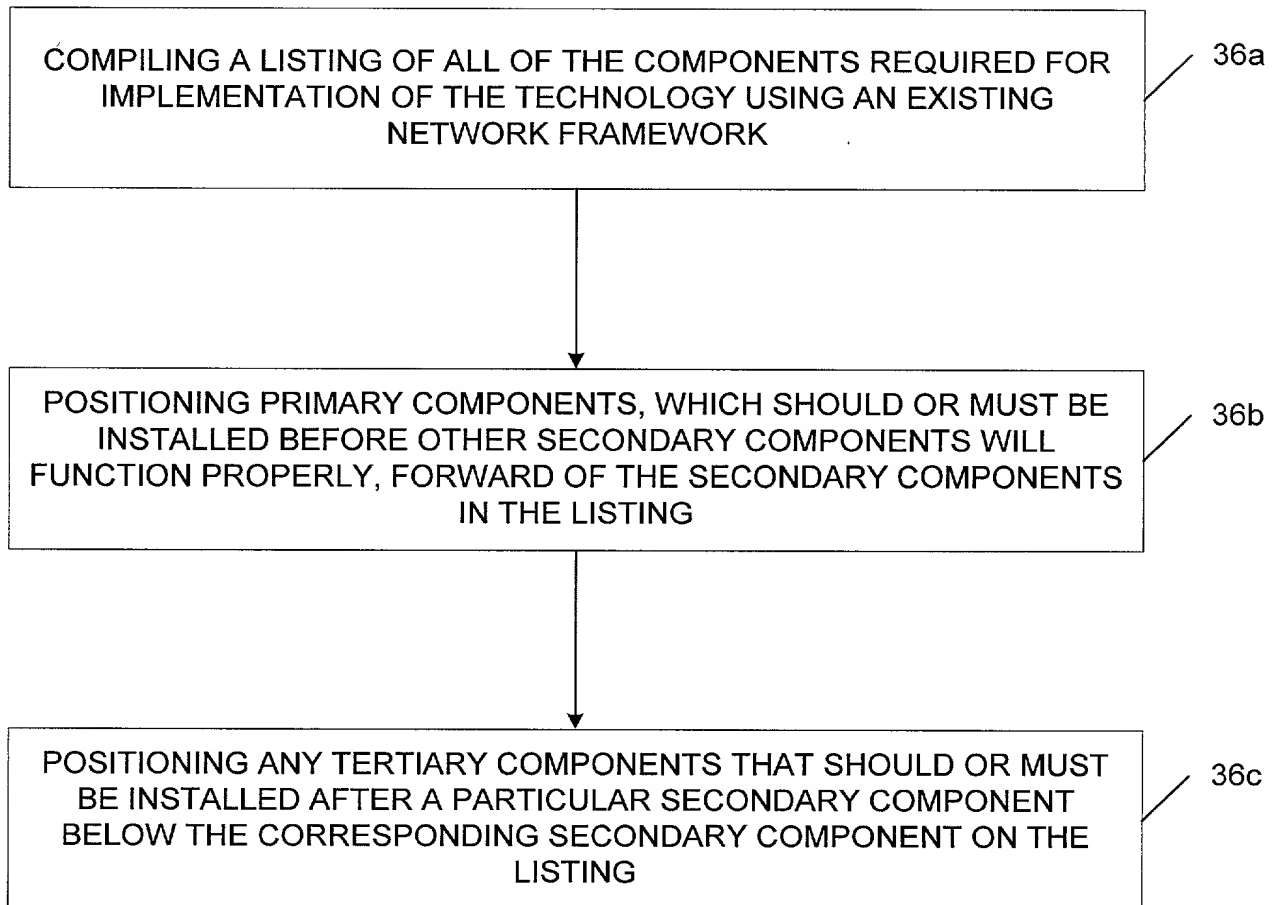 COMPILING A LISTING OF ALL OF THE COMPONENTS REQUIRED FOR
IMPLEMENTATION OF THE TECHNOLOGY USING AN EXISTING
NETWORK FRAMEWORK
36a
POSITIONING PRIMARY COMPONENTS, WHICH SHOULD OR MUST BE
INSTALLED BEFORE OTHER SECONDARY COMPONENTS WILL
FUNCTION PROPERLY, FORWARD OF THE SECONDARY COMPONENTS
IN THE LISTING
36b
POSITIONING ANY TERTIARY COMPONENTS THAT SHOULD OR MUST
BE INSTALLED AFTER A PARTICULAR SECONDARY COMPONENT
BELOW THE CORRESPONDING SECONDARY COMPONENT ON THE
LISTING
36c